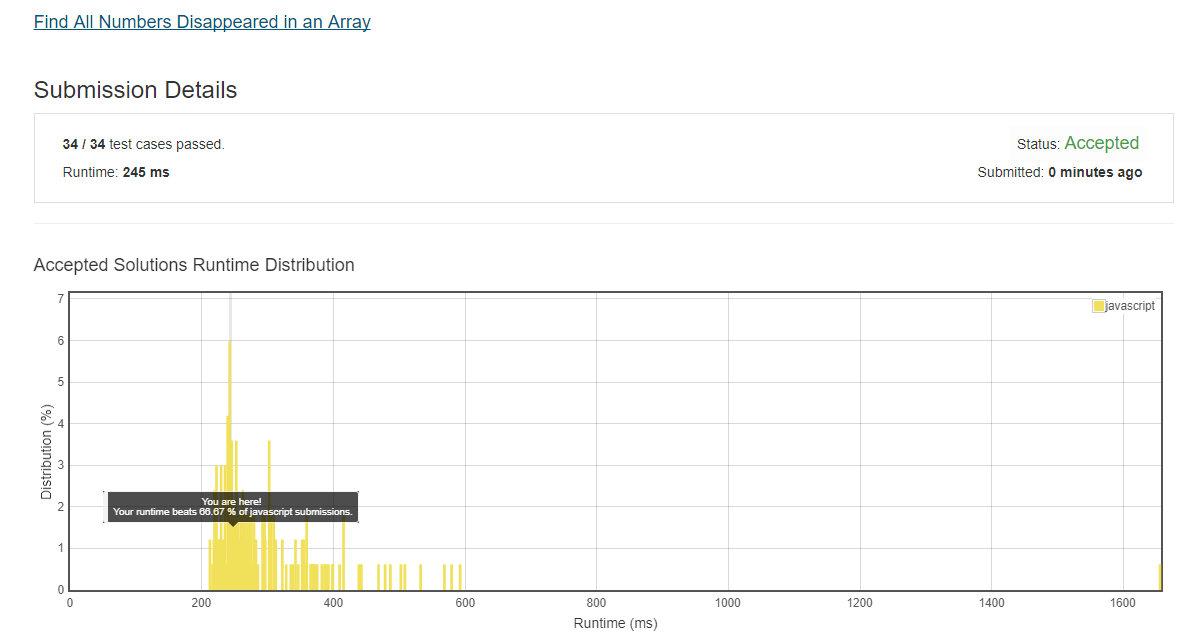 Find All Numbers Disappeared in an Array
Submission Details
34 / 34 test cases passed.
Status: Accepted
Runtime: 245 ms
Submitted: 0 minutes ago
Accepted Solutions Runtime Distribution
javascript
7
6
5
4
3
2
1
0
Distribution (%)
You are here!
Your runtime beats 66.67 % of javascript submissions.
0 200 400 600 800 1000 1200 1400 1600
Runtime (ms)